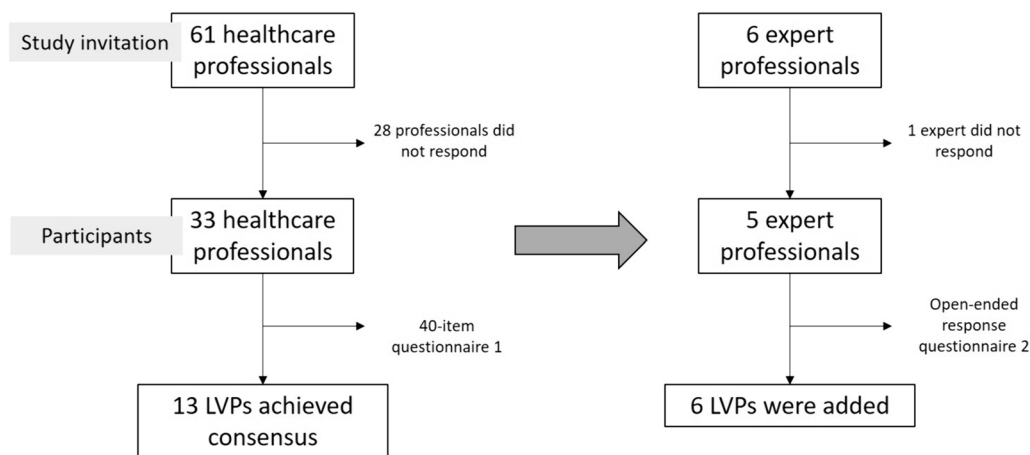 Study invitation
61 healthcare
professionals
28 professionals did
not respond
Participants
33 healthcare
professionals
40-item
questionnaire 1
13 LVPs achieved
consensus
6 expert
professionals
1 expert did not
respond
5 expert
professionals
Open-ended
response
questionnaire 2
6 LVPs were added